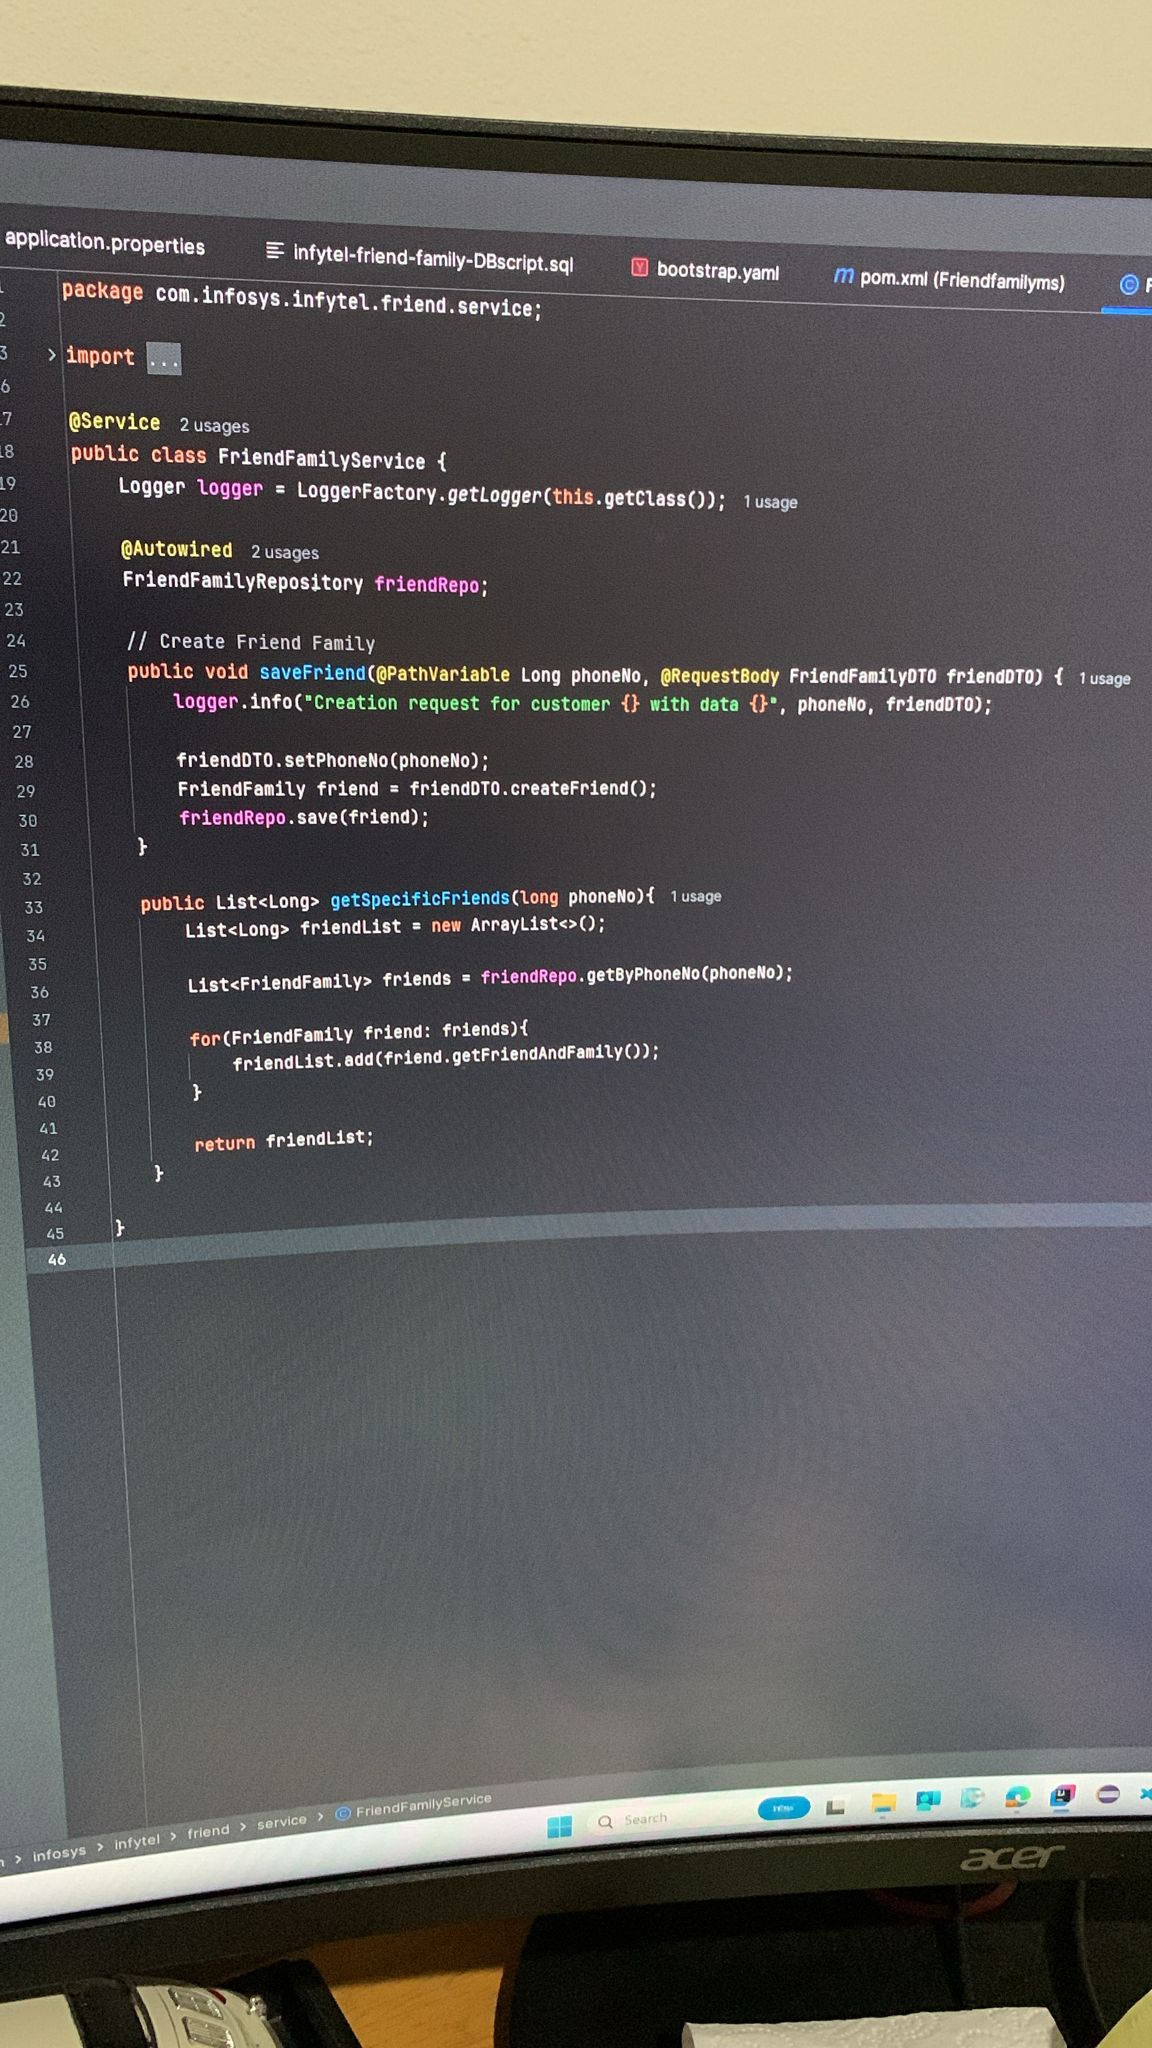 application.properties infytel-friend-family-DBscript.sql bootstrap.yaml m pom.xml (Friendfamilyms)
package com.infosys.infytel.friend.service;
2
3 import ...
6
17 @Service 2 usages
18 public class FriendFamilyService {
19 Logger logger = LoggerFactory.getLogger(this.getClass()); 1 usage
20
21 @Autowired 2 usages
22 FriendFamilyRepository friendRepo;
23
24 // Create Friend Family
25 public void saveFriend(@PathVariable Long phoneNo, @RequestBody FriendFamilyDTO friendDTO) { 1 usage
26 logger.info("Creation request for customer {} with data {}", phoneNo, friendDTO);
27
28 friendDTO.setPhoneNo(phoneNo);
29 FriendFamily friend = friendDTO.createFriend();
30 friendRepo.save(friend);
31 }
32
33 public List<Long> getSpecificFriends(long phoneNo){ 1 usage
34 List<Long> friendList = new ArrayList<>();
35
36 List<FriendFamily> friends = friendRepo.getByPhoneNo(phoneNo);
37
38 for(FriendFamily friend: friends){
39 friendList.add(friend.getFriendAndFamily());
40 }
41
42 return friendList;
43 }
44
45 }
46
infosys > infytel > friend > service > FriendFamilyService
Search
acer